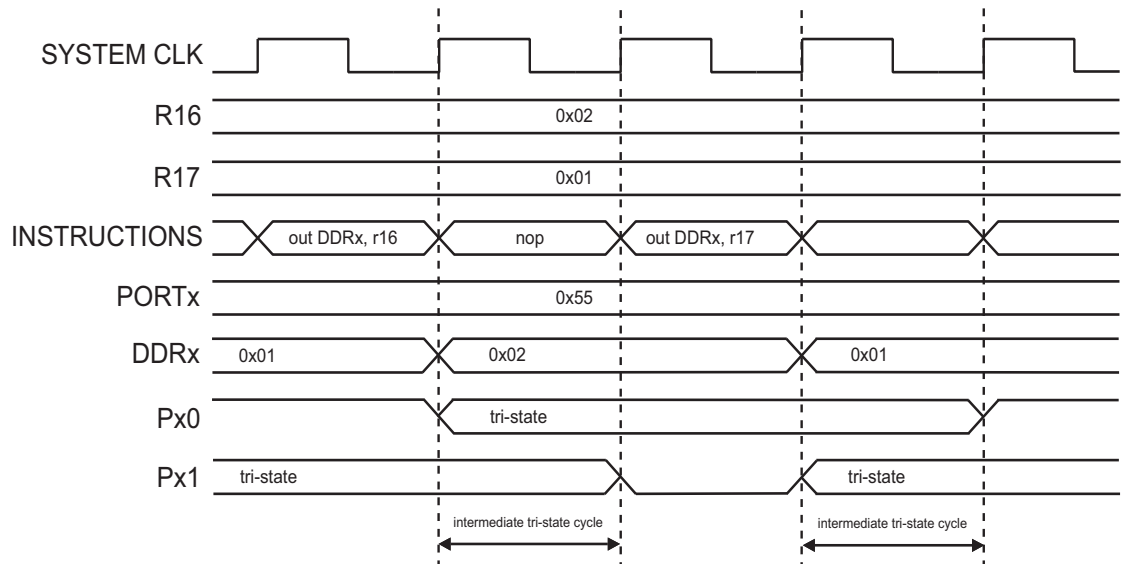 SYSTEM CLK
R16
0x02
R17
0x01
INSTRUCTIONS
out DDRx, r16
nop
out DDRx, r17
PORTx
0x55
DDRx
0x01
0x02
0x01
Px0
tri-state
Px1
tri-state
tri-state
intermediate tri-state cycle
intermediate tri-state cycle